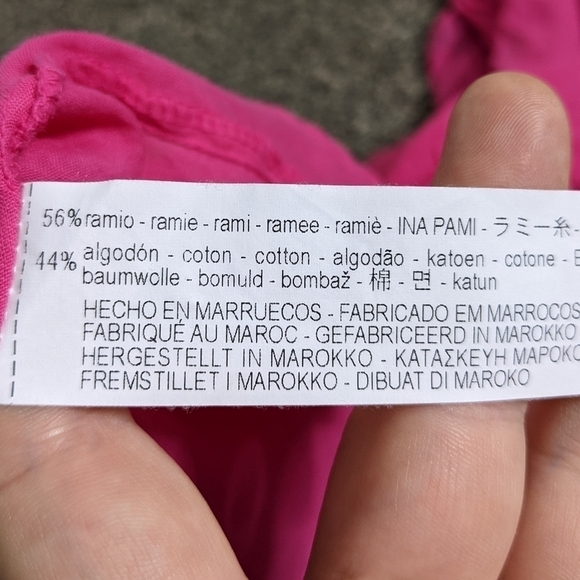 56% ramio - ramie - rami - ramee - ramiè - INA PAMI - ラミー糸 -
44% algodón - coton - cotton - algodão - katoen - cotone -
baumwolle - bomuld - bombaž - 棉 - 면 - katun
HECHO EN MARRUECOS - FABRICADO EM MARROCOS
FABRIQUÉ AU MAROC - GEFABRICEERD IN MAROKKO
HERGESTELLT IN MAROKKO - ΚΑΤΑΣΚΕΥΗ ΜΑΡΟΚΟ
FREMSTILLET I MAROKKO - DIBUAT DI MAROKO